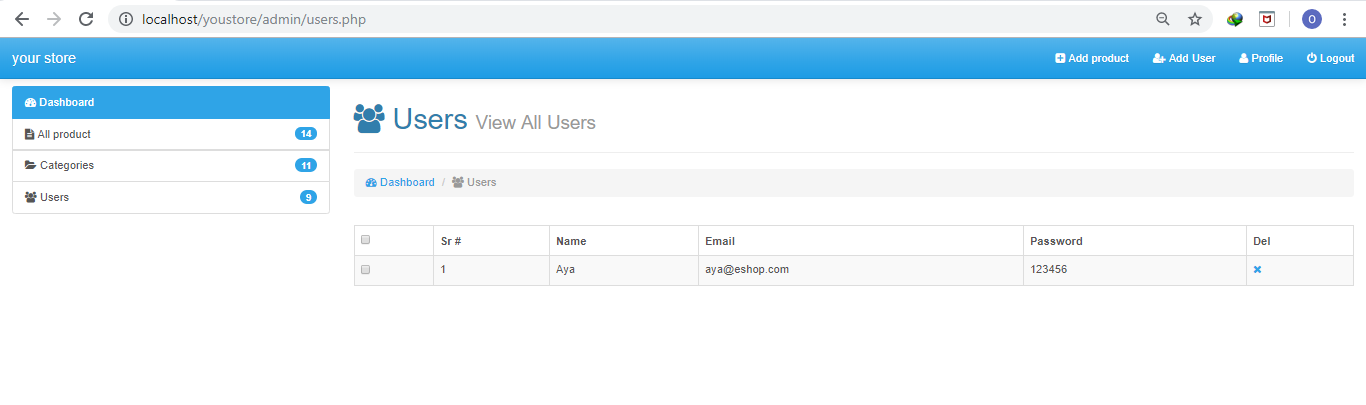 localhost/youstore/admin/users.php
O
your store
Add product Add User Profile Logout
Dashboard
All product 14
Categories 11
Users 9
Users View All Users
Dashboard / Users
Sr # Name Email Password Del
1 Aya aya@eshop.com 123456